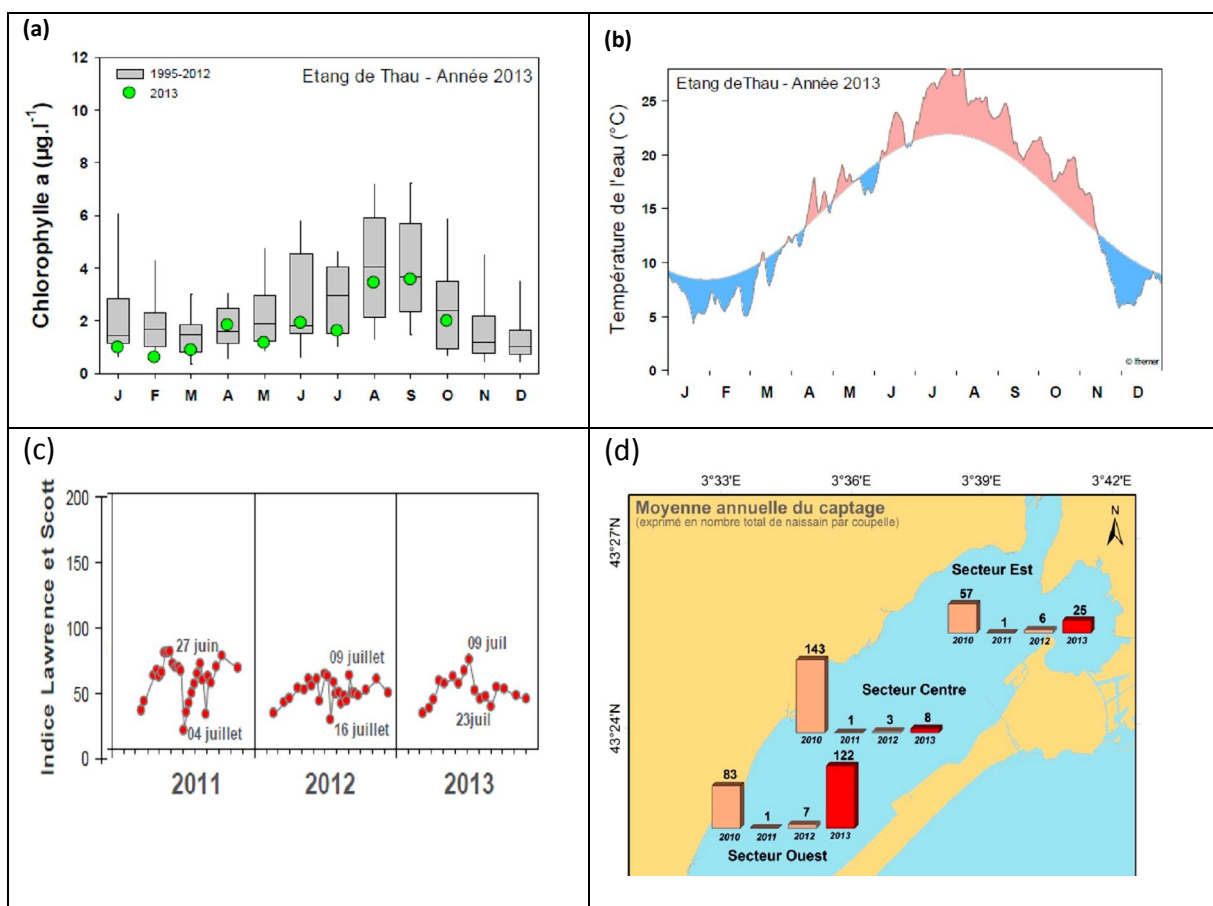 (a)
12
10
8
6
4
2
0
Chlorophylle a (µg.l-1)
1995-2012
2013
Etang de Thau - Année 2013
J F M A M J J A S O N D
(b)
Etang deThau - Année 2013
25
20
15
10
5
0
Température de l'eau (°C)
© Ifremer
J F M A M J J A S O N D
(c)
Indice Lawrence et Scott
200
150
100
50
0
27 juin
04 juillet
09 juillet
16 juillet
09 juil
23juil
2011 2012 2013
(d)
3°33'E 3°36'E 3°39'E 3°42'E
43°27'N
43°24'N
Moyenne annuelle du captage
(exprimé en nombre total de naissain par coupelle)
N
Secteur Est
57 1 6 25
2010 2011 2012 2013
Secteur Centre
143 1 3 8
2010 2011 2012 2013
83 1 7 122
2010 2011 2012 2013
Secteur Ouest